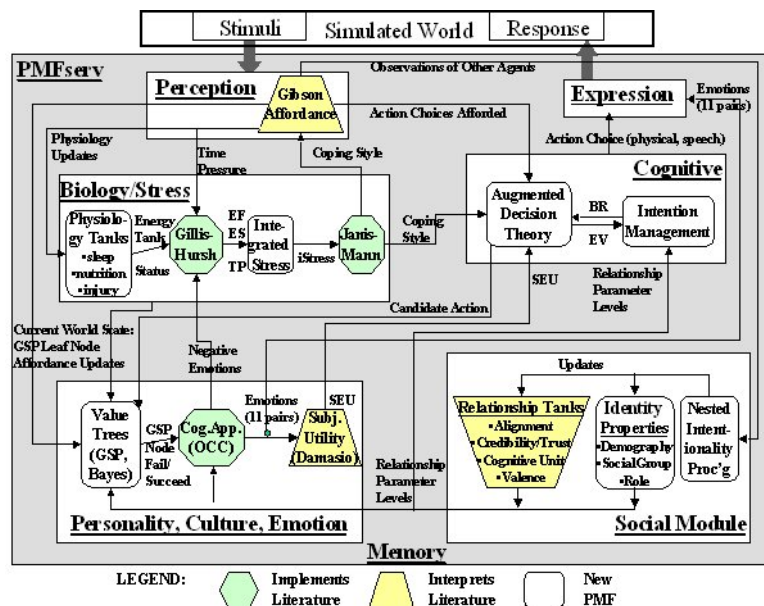 Stimuli
Simulated World
Response
PMFserv
Perception
Gibson
Affordance
Observations of Other Agents
Action Choices Afforded
Expression
Emotions
(11 pairs)
Physiology
Updates
Time
Pressure
Coping Style
Action Choice (physical, speech)
Cognitive
Biology/Stress
Physiolo-
gy Tanks
•sleep
•nutrition
•injury
Energy
Tank
Status
Gillis-
Hursh
EF
ES
TP
Inte-
grated
Stress
iStress
Janis-
Mann
Coping
Style
Augmented
Decision
Theory
BR
EV
Intention
Management
SEU
Relationship
Parameter
Levels
Candidate Action
Current World State:
GSP Leaf Node
Affordance Updates
Negative
Emotions
Value
Trees
(GSP,
Bayes)
GSP
Node
Fail/
Succeed
Cog.App.
(OCC)
Emotions
(11 pairs)
SEU
Subj.
Utility
(Damasio)
Personality, Culture, Emotion
Relationship
Parameter
Levels
Updates
Relationship Tanks
•Alignment
•Credibility/Trust
•Cognitive Unit
•Valence
Identity
Properties
•Demography
•SocialGroup
•Role
Nested
Intent-
ionality
Proc'g
Social Module
Memory
LEGEND:
Implements
Literature
Interprets
Literature
New
PMF